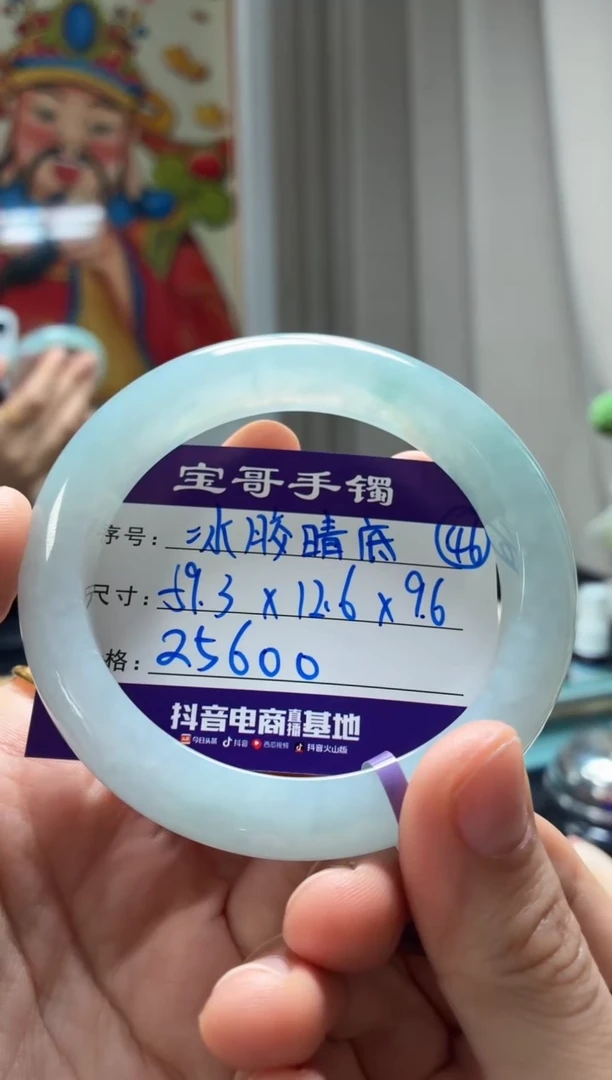 宝哥手镯
序号：冰胶晴底 46
尺寸：59.3 x 12.6 x 9.6
格：25600
抖音电商直播基地
今日头条 抖音 西瓜视频 抖音火山版